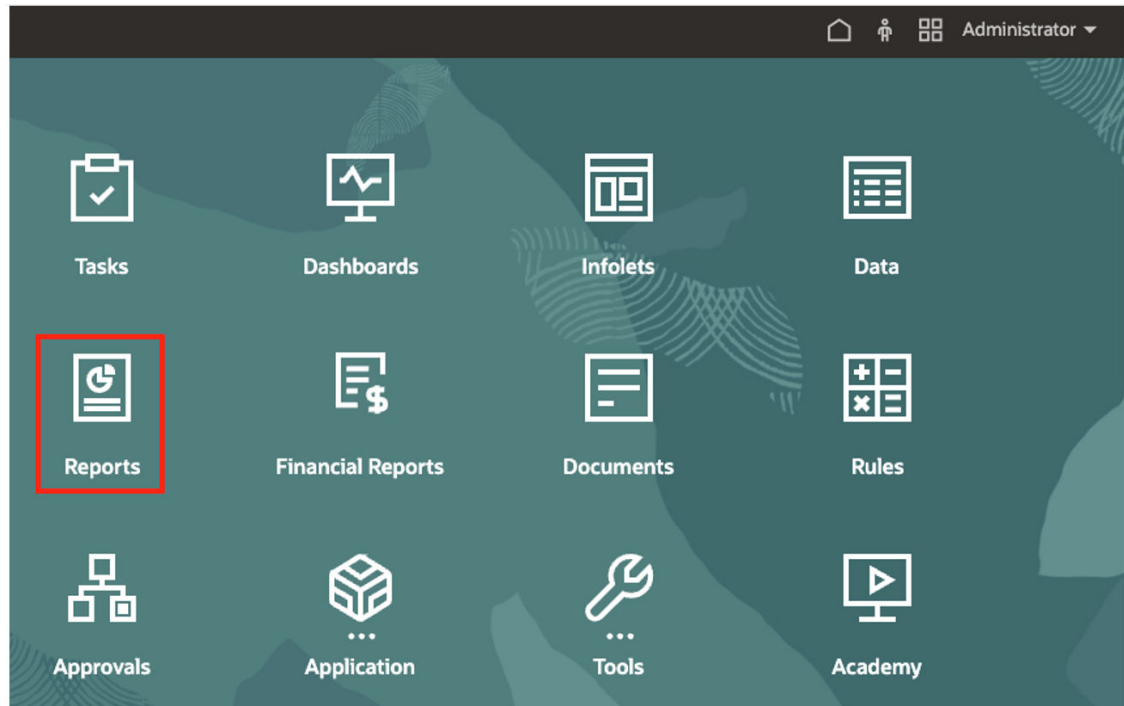 Administrator
Tasks
Dashboards
Infolets
Data
Reports
Financial Reports
Documents
Rules
Approvals
Application
Tools
Academy